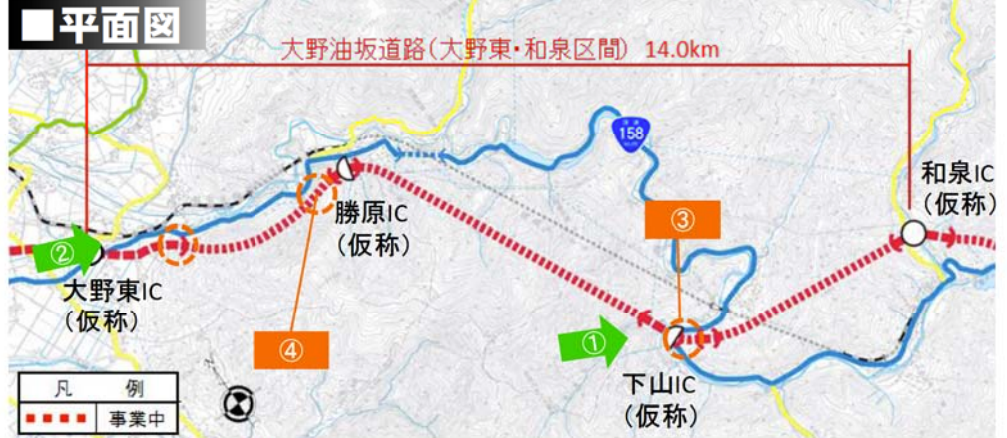 ■平面図
大野油坂道路(大野東・和泉区間) 14.0km
158
和泉IC
(仮称)
勝原IC
(仮称)
③
②
大野東IC
(仮称)
④
①
下山IC
(仮称)
凡 例
事業中